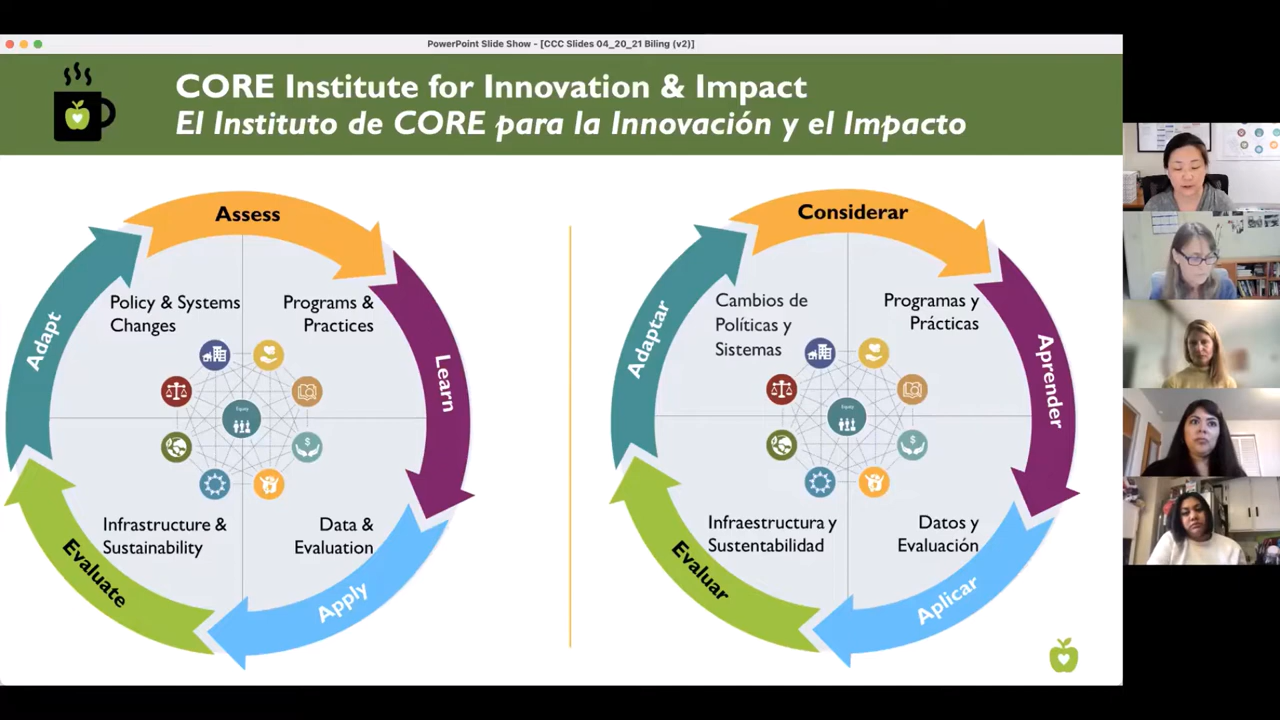 PowerPoint Slide Show - [CCC Slides 04_20_21 Biling (v2)]
CORE Institute for Innovation & Impact
El Instituto de CORE para la Innovación y el Impacto
Assess
Learn
Apply
Evaluate
Adapt
Policy & Systems
Changes
Programs &
Practices
Equity
$
Infrastructure &
Sustainability
Data &
Evaluation
Considerar
Aprender
Aplicar
Evaluar
Adaptar
Cambios de
Políticas y
Sistemas
Programas y
Prácticas
Equity
$
Infraestructura y
Sustentabilidad
Datos y
Evaluación